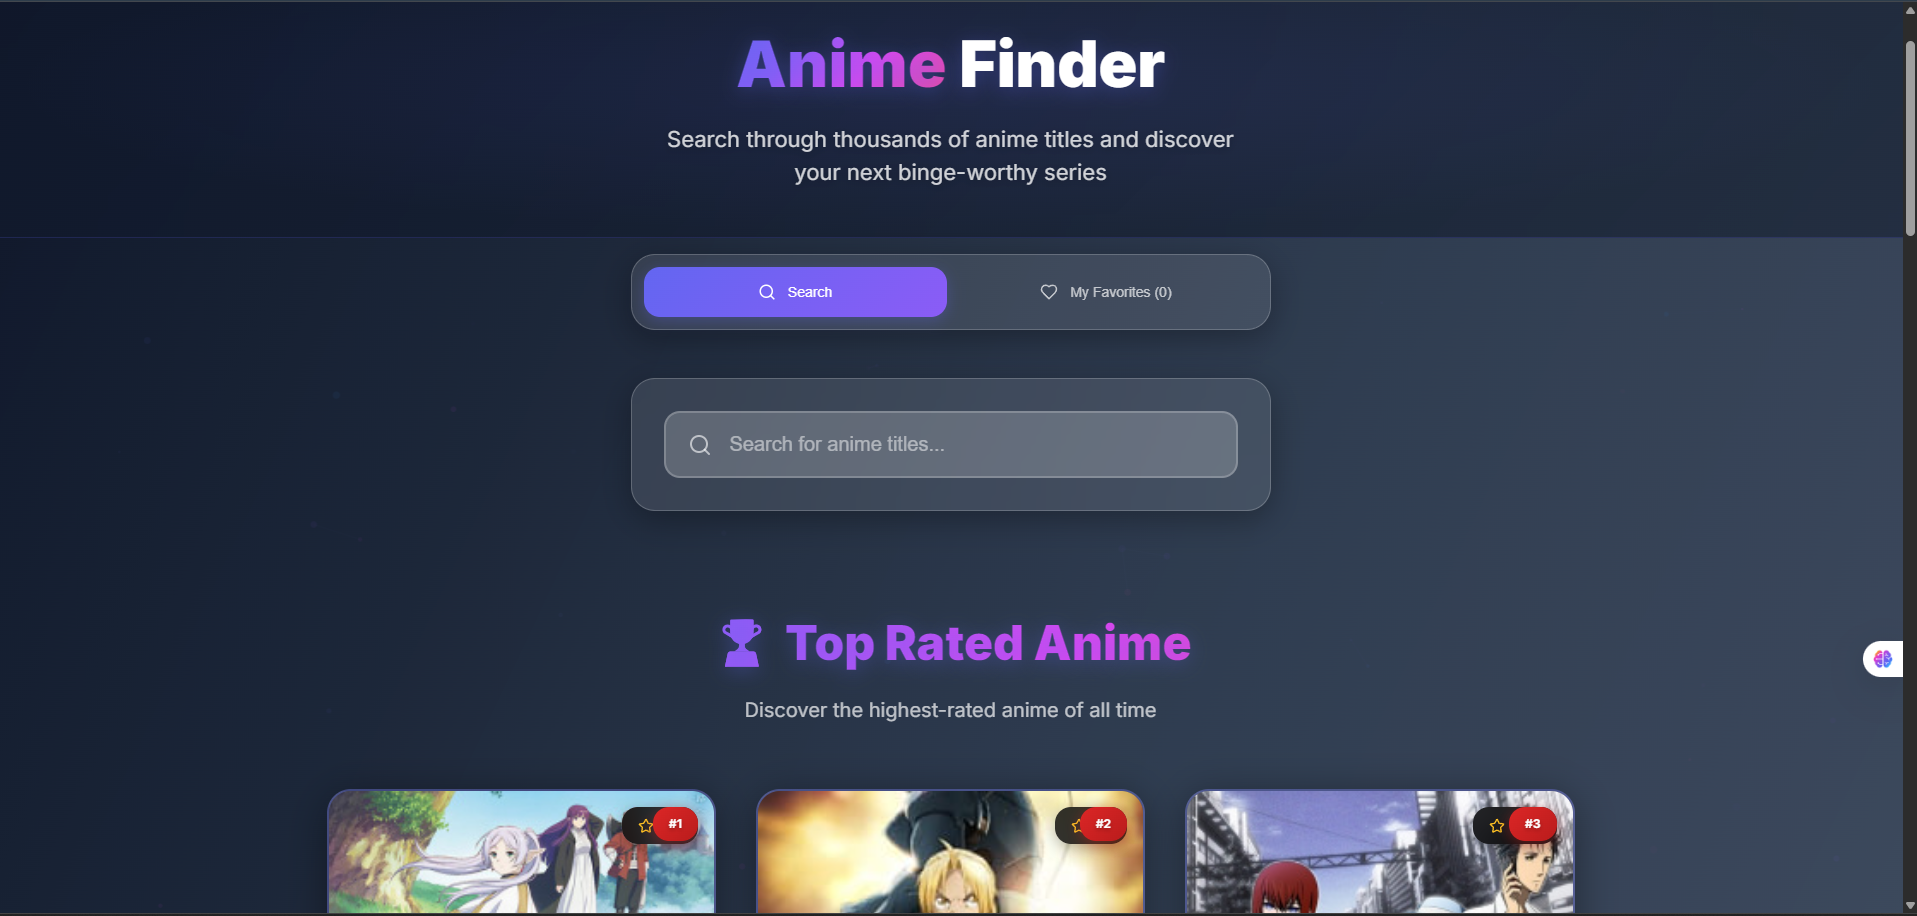 Anime Finder
Search through thousands of anime titles and discover
your next binge-worthy series
Search
My Favorites (0)
Search for anime titles...
Top Rated Anime
Discover the highest-rated anime of all time
#1
#2
#3